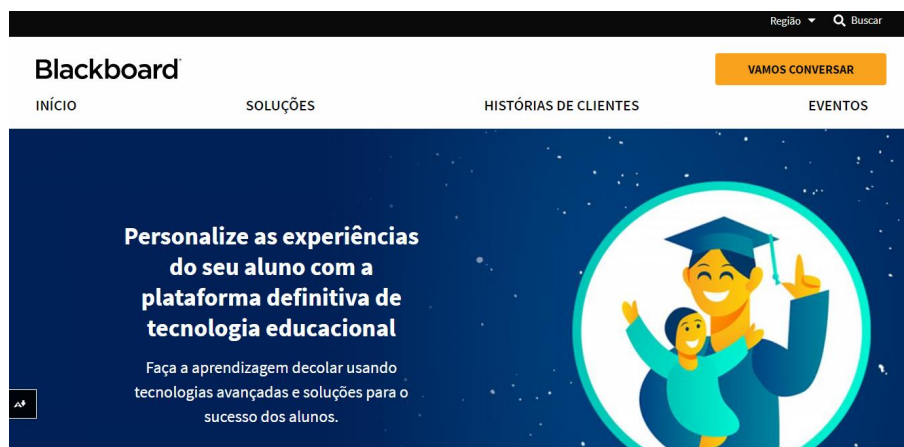 Região Buscar
Blackboard
VAMOS CONVERSAR
INÍCIO SOLUÇÕES HISTÓRIAS DE CLIENTES EVENTOS
Personalize as experiências
do seu aluno com a
plataforma definitiva de
tecnologia educacional
Faça a aprendizagem decolar usando
tecnologias avançadas e soluções para o
sucesso dos alunos.